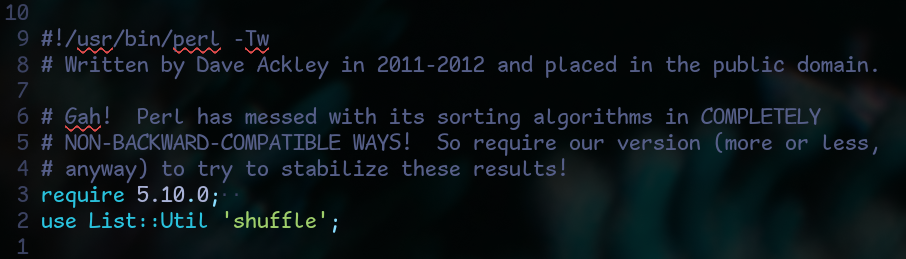 10
9 #!/usr/bin/perl -Tw
8 # Written by Dave Ackley in 2011-2012 and placed in the public domain.
7
6 # Gah!  Perl has messed with its sorting algorithms in COMPLETELY
5 # NON-BACKWARD-COMPATIBLE WAYS!  So require our version (more or less,
4 # anyway) to try to stabilize these results!
3 require 5.10.0;··
2 use List::Util 'shuffle';
1